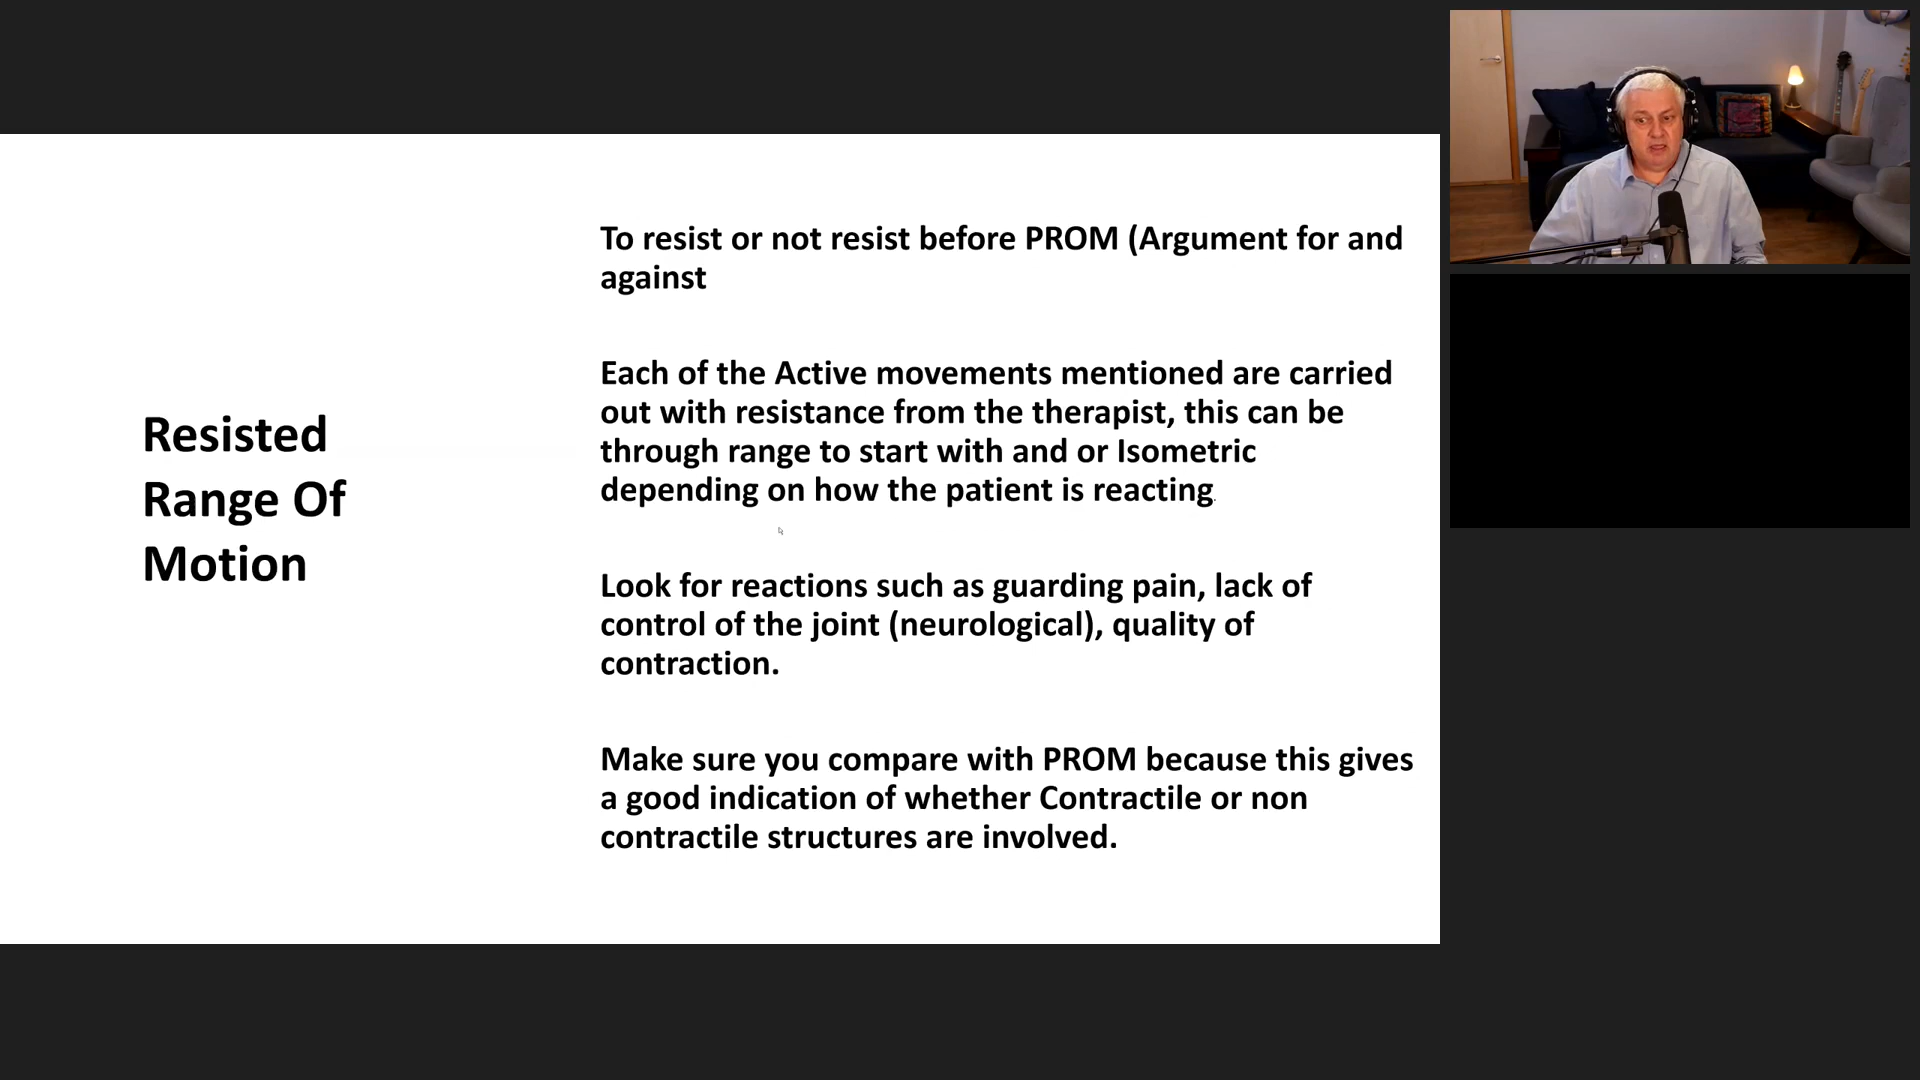 Resisted
Range Of
Motion
To resist or not resist before PROM (Argument for and
against
Each of the Active movements mentioned are carried
out with resistance from the therapist, this can be
through range to start with and or Isometric
depending on how the patient is reacting.
Look for reactions such as guarding pain, lack of
control of the joint (neurological), quality of
contraction.
Make sure you compare with PROM because this gives
a good indication of whether Contractile or non
contractile structures are involved.